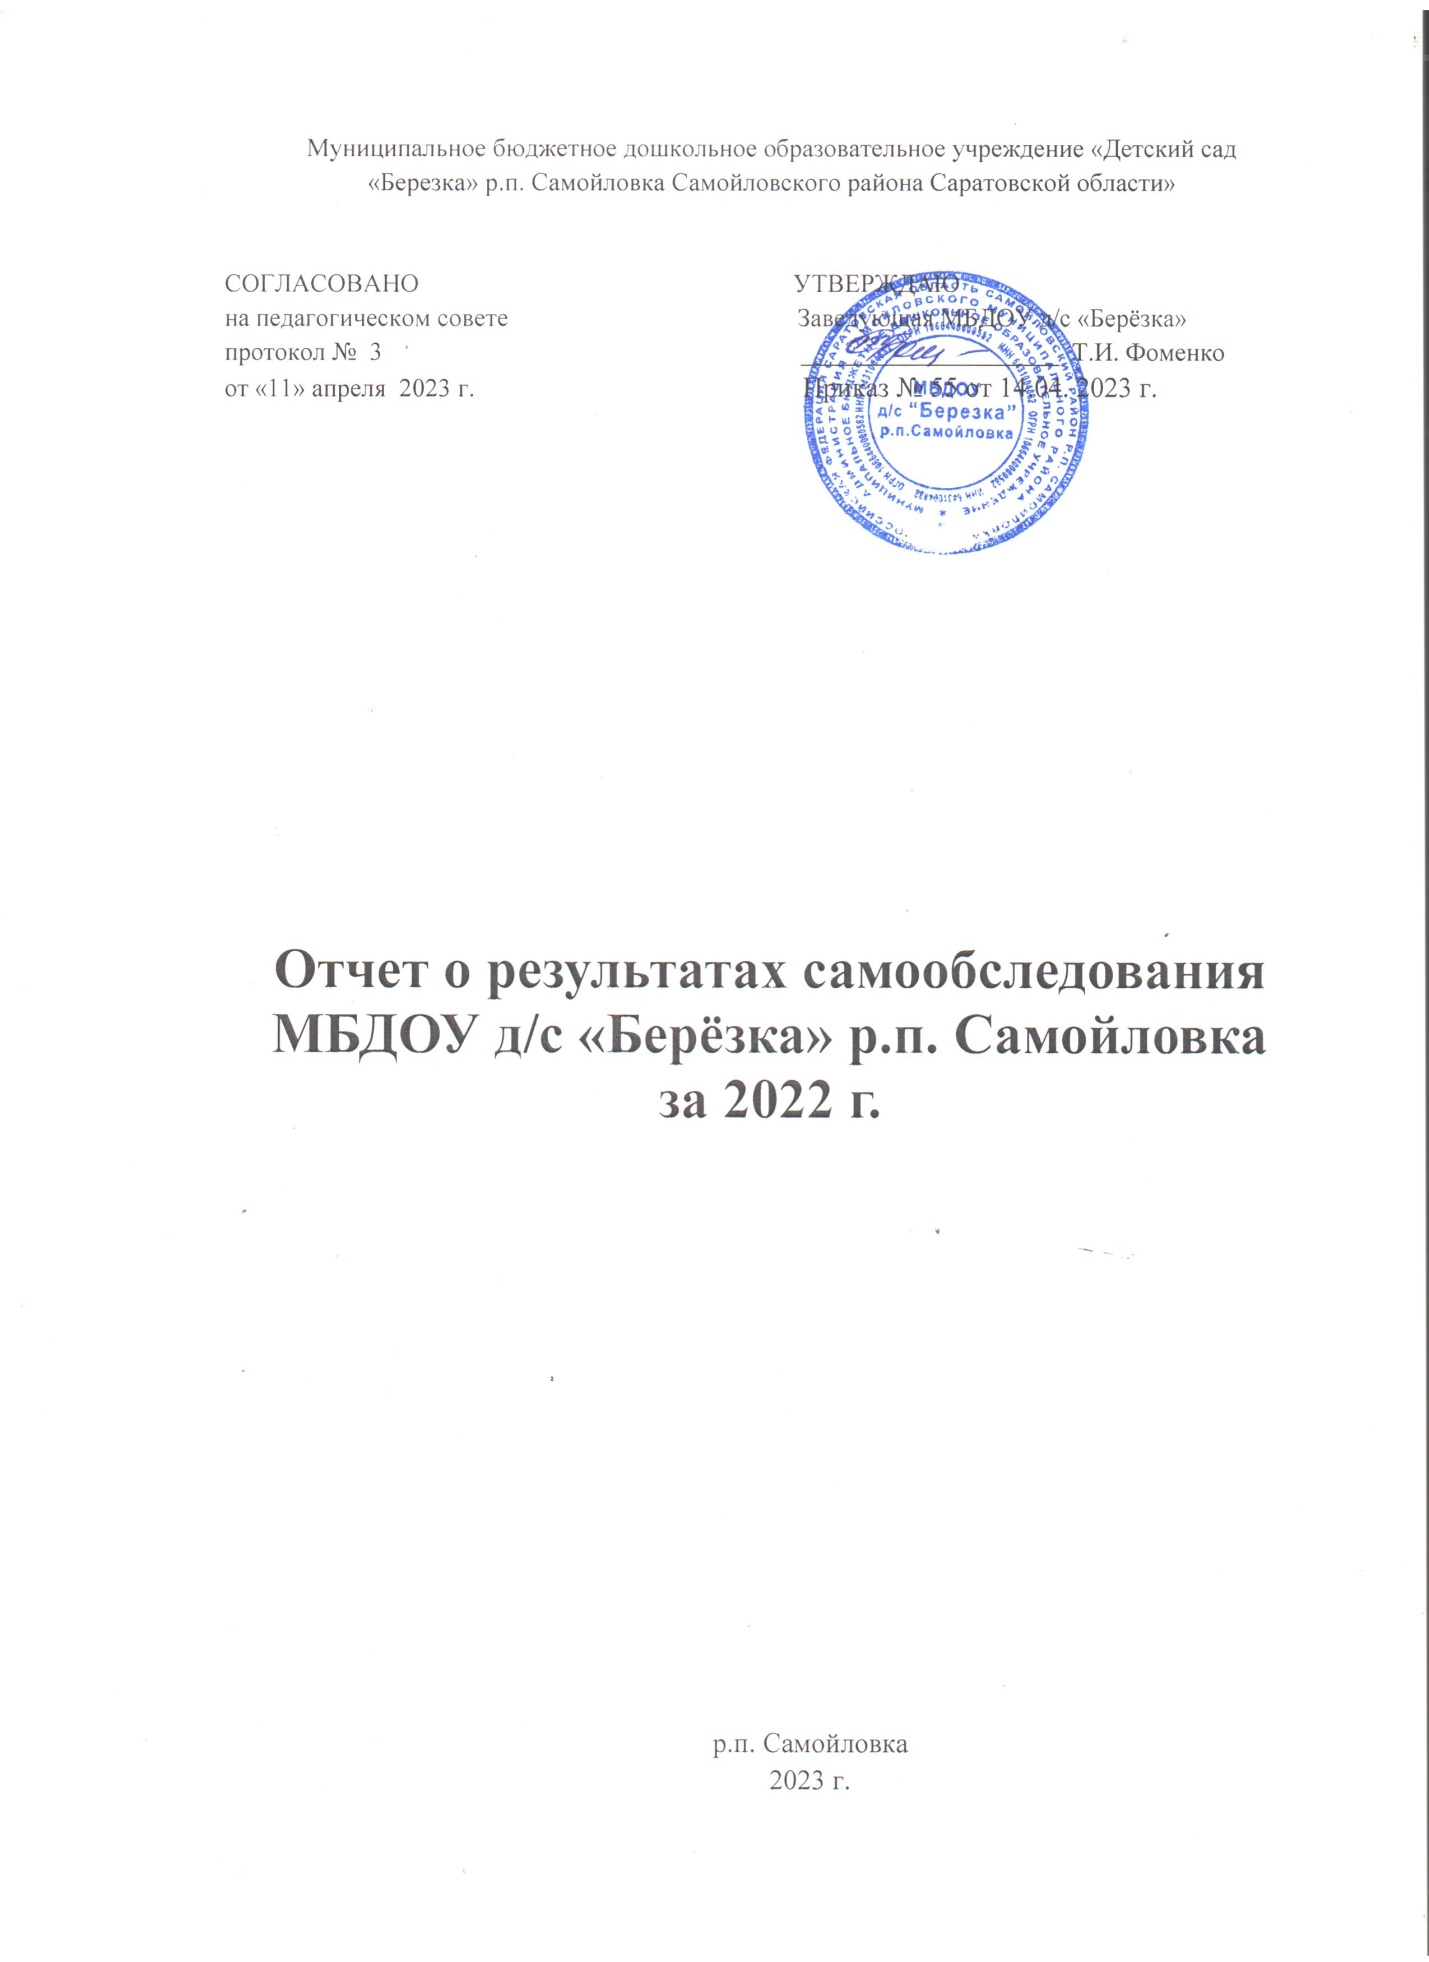 Муниципальное бюджетное дошкольное образовательное учреждение «Детский сад
«Березка» р.п. Самойловка Самойловского района Саратовской области»
СОГЛАСОВАНО
на педагогическом совете
протокол № 3
от «11» апреля 2023 г.
УТВЕРЖДАЮ
Заведующая МБДОУ д/с «Берёзка»
Т.И. Фоменко
Приказ № 55 от 14.04. 2023 г.
МБДОУ
д/с “Березка”
р.п.Самойловка
Отчет о результатах самообследования
МБДОУ д/с «Берёзка» р.п. Самойловка
за 2022 г.
р.п. Самойловка
2023 г.